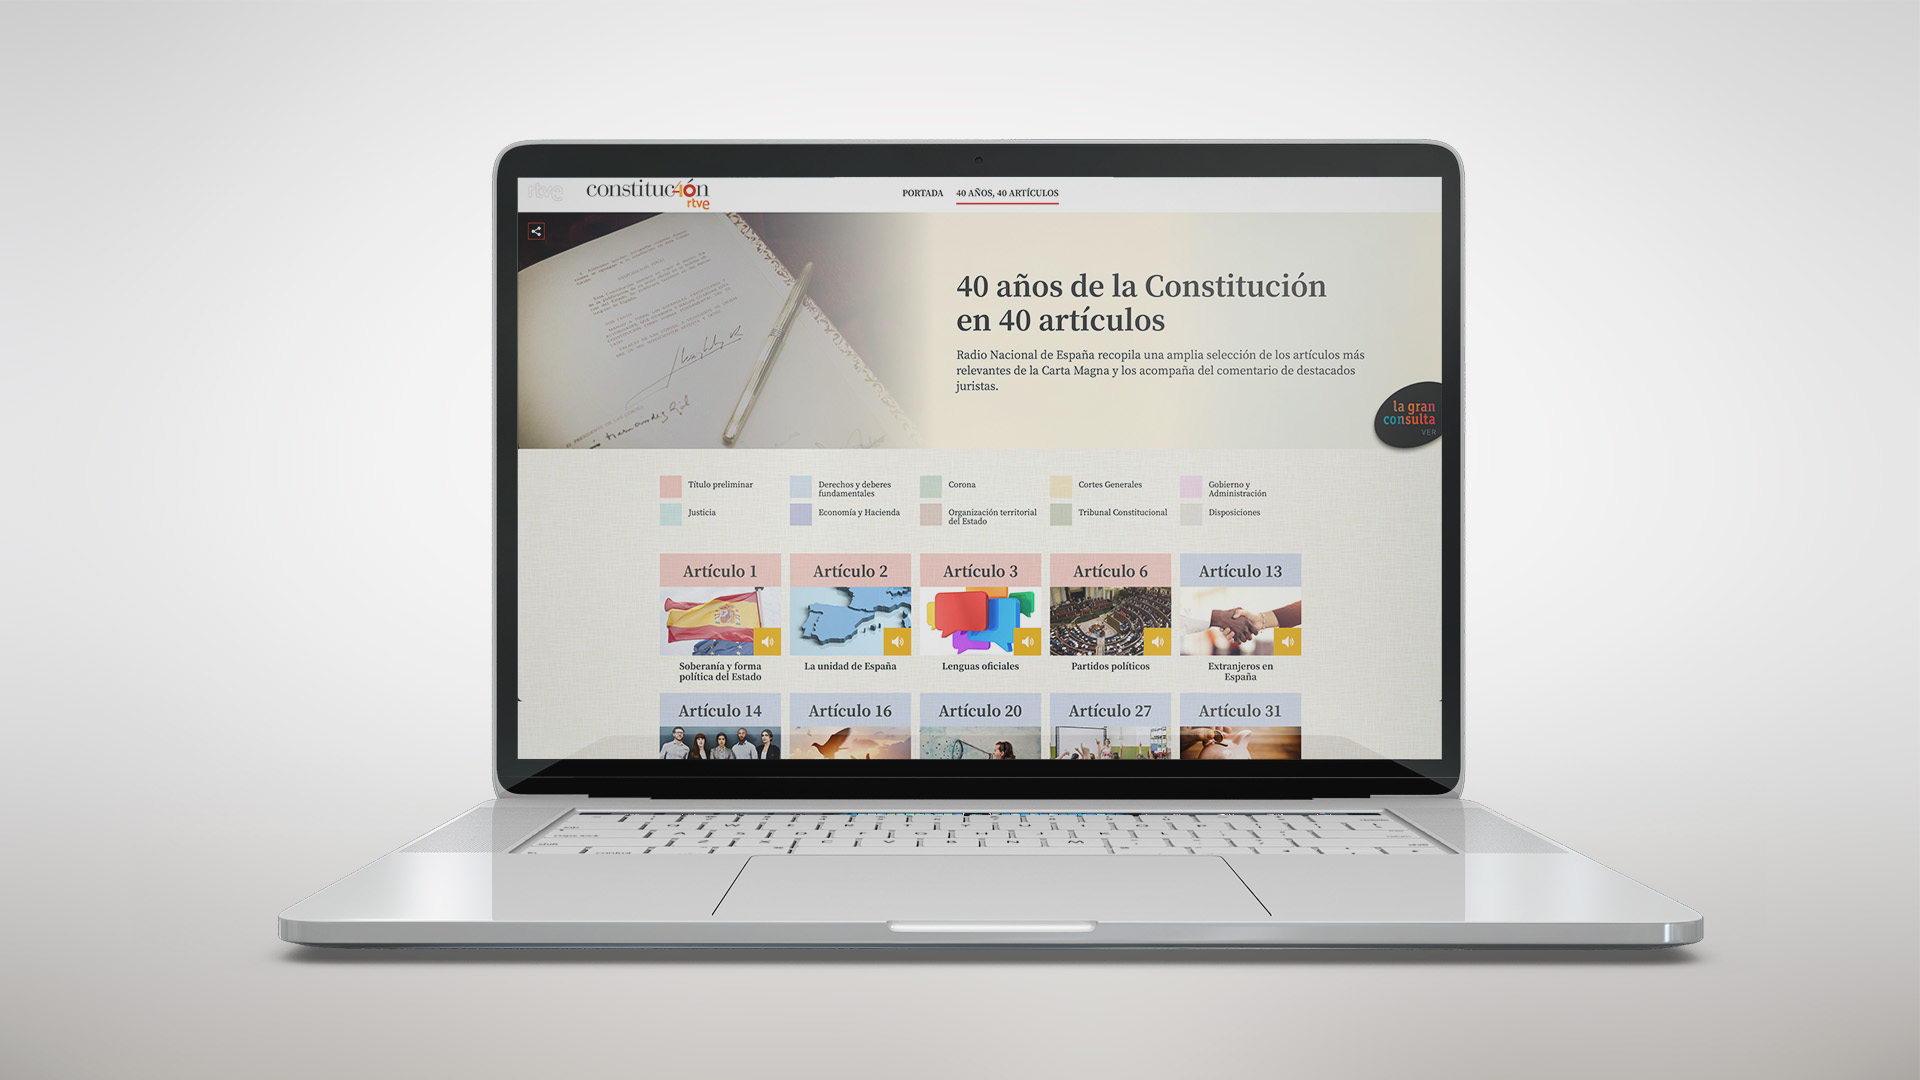 rtve
constituc40n
rtve
PORTADA
40 AÑOS, 40 ARTÍCULOS
40 años de la Constitución
en 40 artículos
Radio Nacional de España recopila una amplia selección de los artículos más
relevantes de la Carta Magna y los acompaña del comentario de destacados
juristas.
la gran
consulta
VER
Título preliminar
Derechos y deberes
fundamentales
Corona
Cortes Generales
Gobierno y
Administración
Justicia
Economía y Hacienda
Organización territorial
del Estado
Tribunal Constitucional
Disposiciones
Artículo 1
Artículo 2
Artículo 3
Artículo 6
Artículo 13
Soberanía y forma
política del Estado
La unidad de España
Lenguas oficiales
Partidos políticos
Extranjeros en
España
Artículo 14
Artículo 16
Artículo 20
Artículo 27
Artículo 31